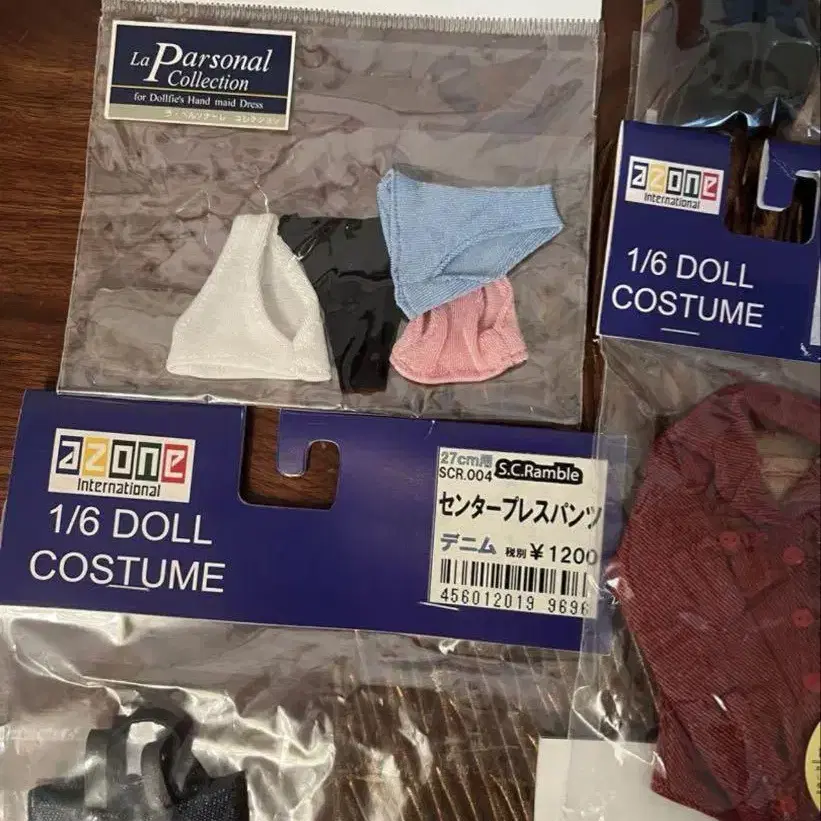 La Parsonal
Collection
for Dollfie's Hand maid Dress
ラ・ペルソナーレ コレクション
azone
International
1/6 DOLL
COSTUME
azone
International
1/6 DOLL
COSTUME
27cm用
SCR.004 S.C.Ramble
センタープレスパンツ
デニム 税別 ¥1200
456012019 9696